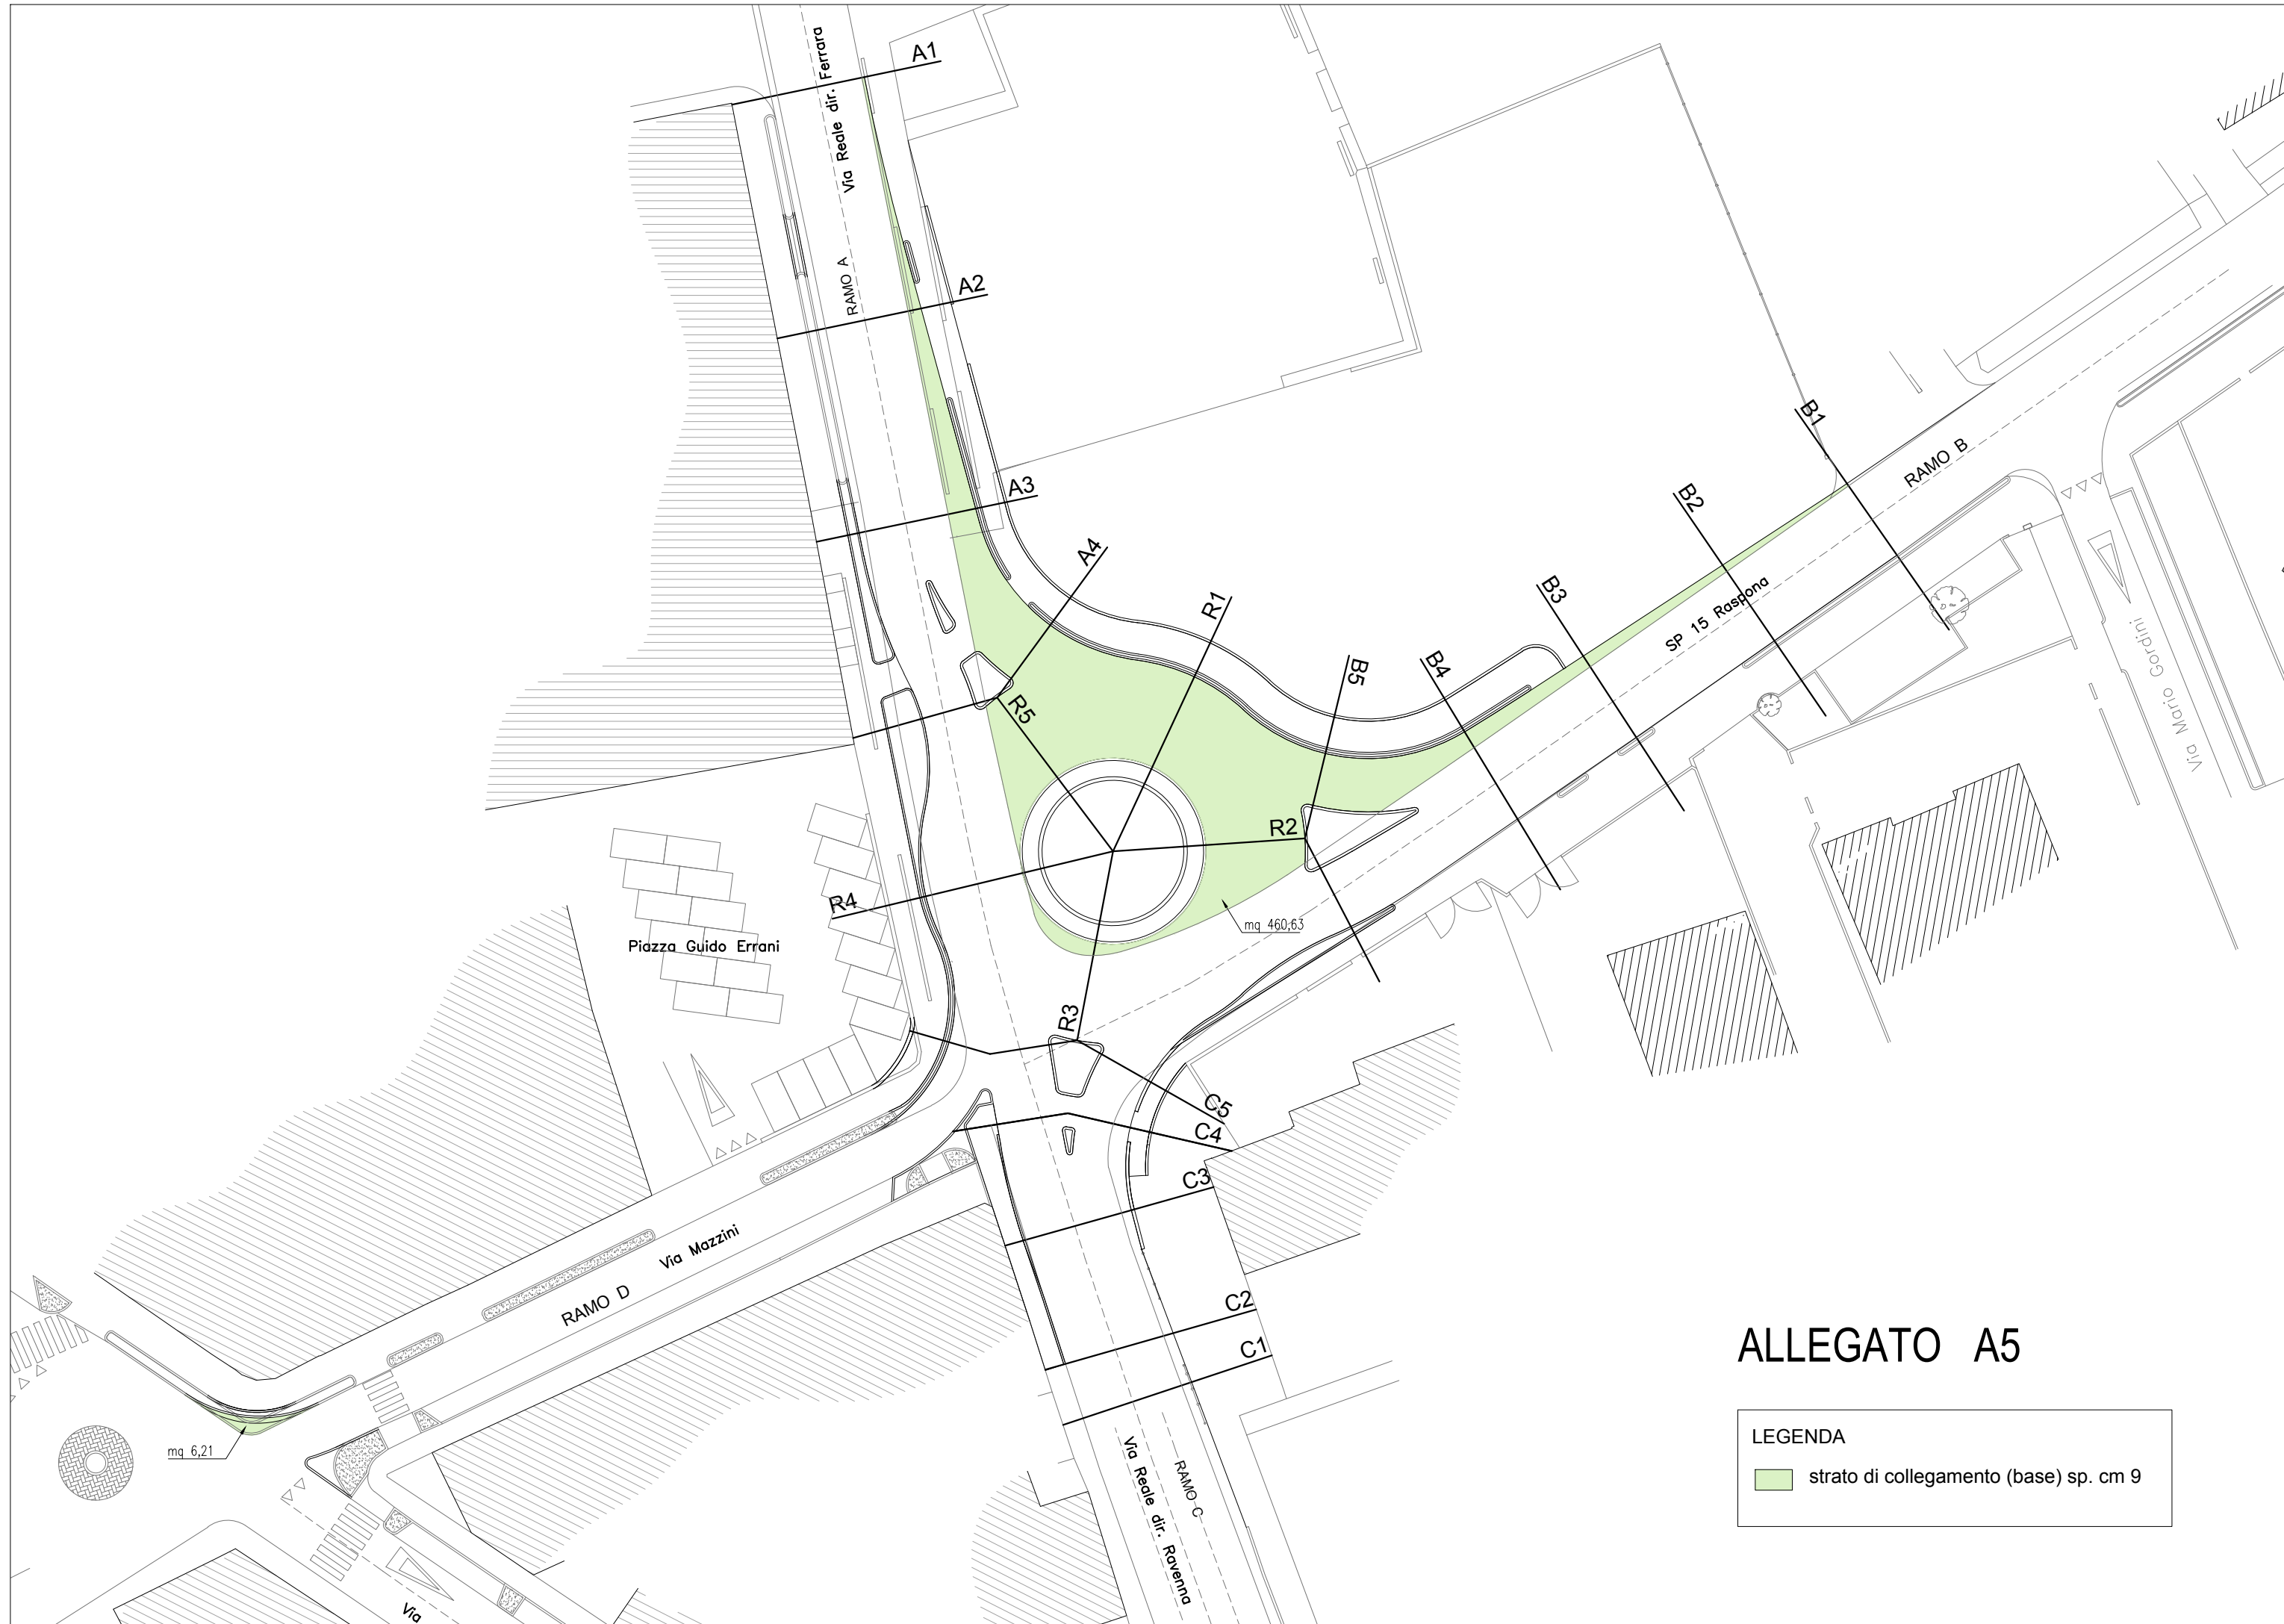 A1
Via Reale dir. Ferrara
RAMO A
A2
A3
A4
R1
R5
B5
B4
B3
B2
B1
RAMO B
SP 15 Raspona
Via Mario Gordini
R2
R4
mq 460,63
Piazza Guido Errani
R3
C5
C4
C3
C2
C1
Via Mazzini
RAMO D
mq 6,21
Via
Via Reale dir. Ravenna
RAMO C
ALLEGATO A5
LEGENDA
strato di collegamento (base) sp. cm 9